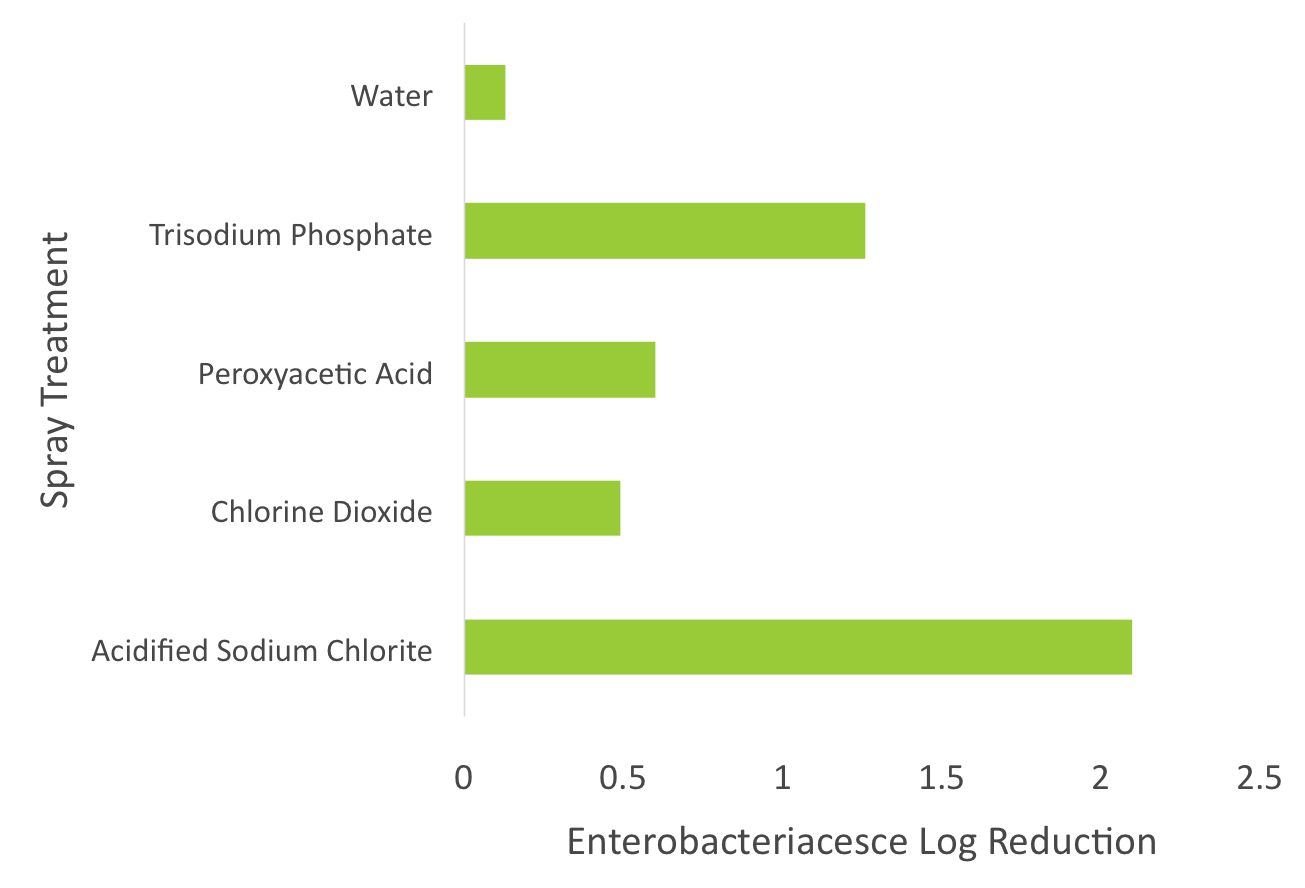 Water
Trisodium Phosphate
Peroxyacetic Acid
Chlorine Dioxide
Acidified Sodium Chlorite
Spray Treatment
0 0.5 1 1.5 2 2.5
Enterobacteriacesce Log Reduction